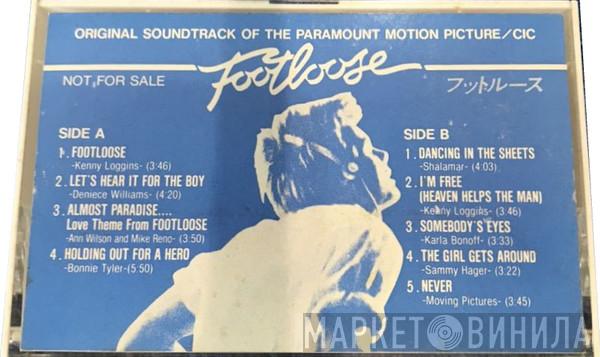 ORIGINAL SOUNDTRACK OF THE PARAMOUNT MOTION PICTURE/CIC
NOT FOR SALE
Footloose
フットルース
SIDE A
1. FOOTLOOSE
-Kenny Loggins- (3:46)
2. LET'S HEAR IT FOR THE BOY
-Deniece Williams- (4:20)
3. ALMOST PARADISE....
Love Theme From FOOTLOOSE
-Ann Wilson and Mike Reno- (3:50)
4. HOLDING OUT FOR A HERO
-Bonnie Tyler-(5:50)
SIDE B
1. DANCING IN THE SHEETS
-Shalamar- (4:03)
2. I'M FREE
(HEAVEN HELPS THE MAN)
-Kenny Loggins- (3:46)
3. SOMEBODY'S EYES
-Karla Bonoff- (3:33)
4. THE GIRL GETS AROUND
-Sammy Hager- (3:22)
5. NEVER
-Moving Pictures- (3:45)
МАРКЕТ ВИНИЛА